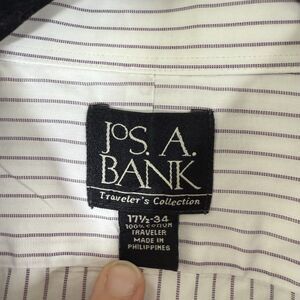 JOS. A.
BANK
Traveler's Collection
17½-34
100% COTTON
TRAVELER
MADE IN
PHILIPPINES